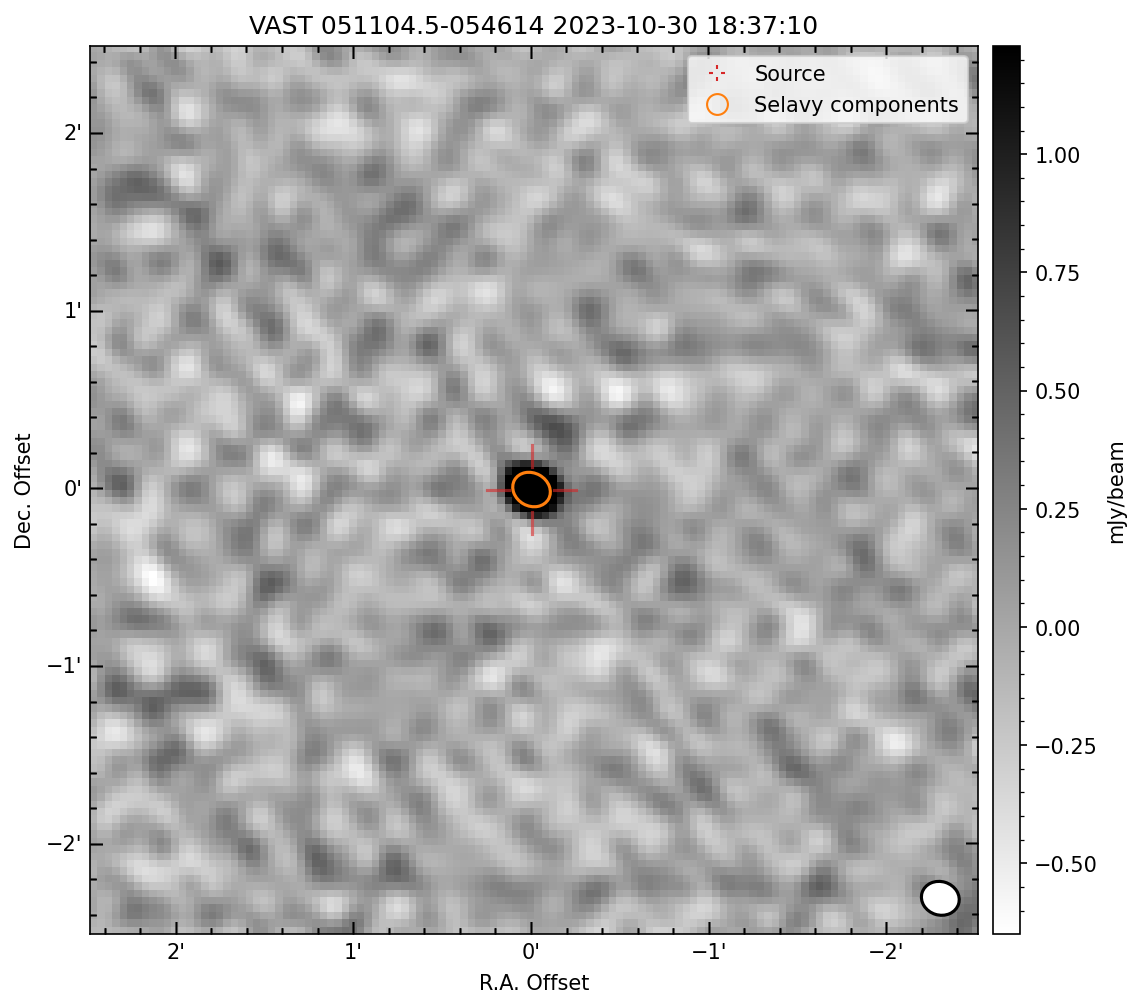 VAST 051104.5-054614 2023-10-30 18:37:10
Source
Selavy components
2'
1'
0'
−1'
−2'
Dec. Offset
2'
1'
0'
−1'
−2'
R.A. Offset
1.00
0.75
0.50
0.25
0.00
−0.25
−0.50
mJy/beam